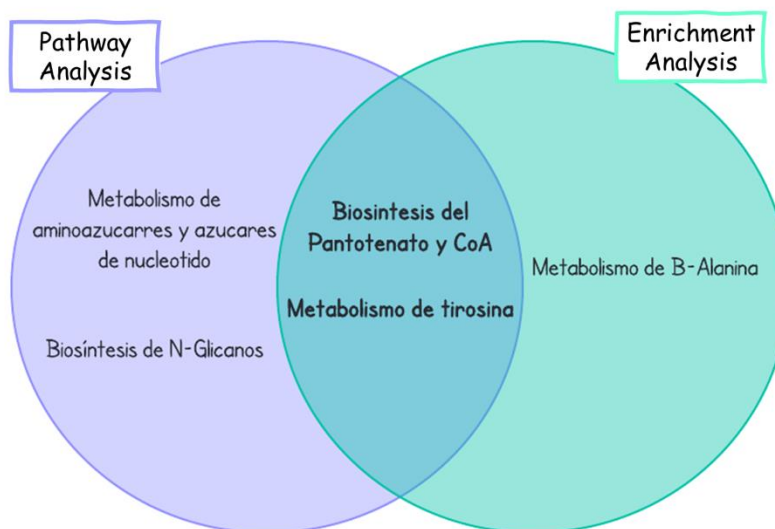 Pathway
Analysis
Enrichment
Analysis
Metabolismo de
aminoazucarres y azucares
de nucleotido
Biosíntesis de N-Glicanos
Biosintesis del
Pantotenato y CoA
Metabolismo de tirosina
Metabolismo de B-Alanina